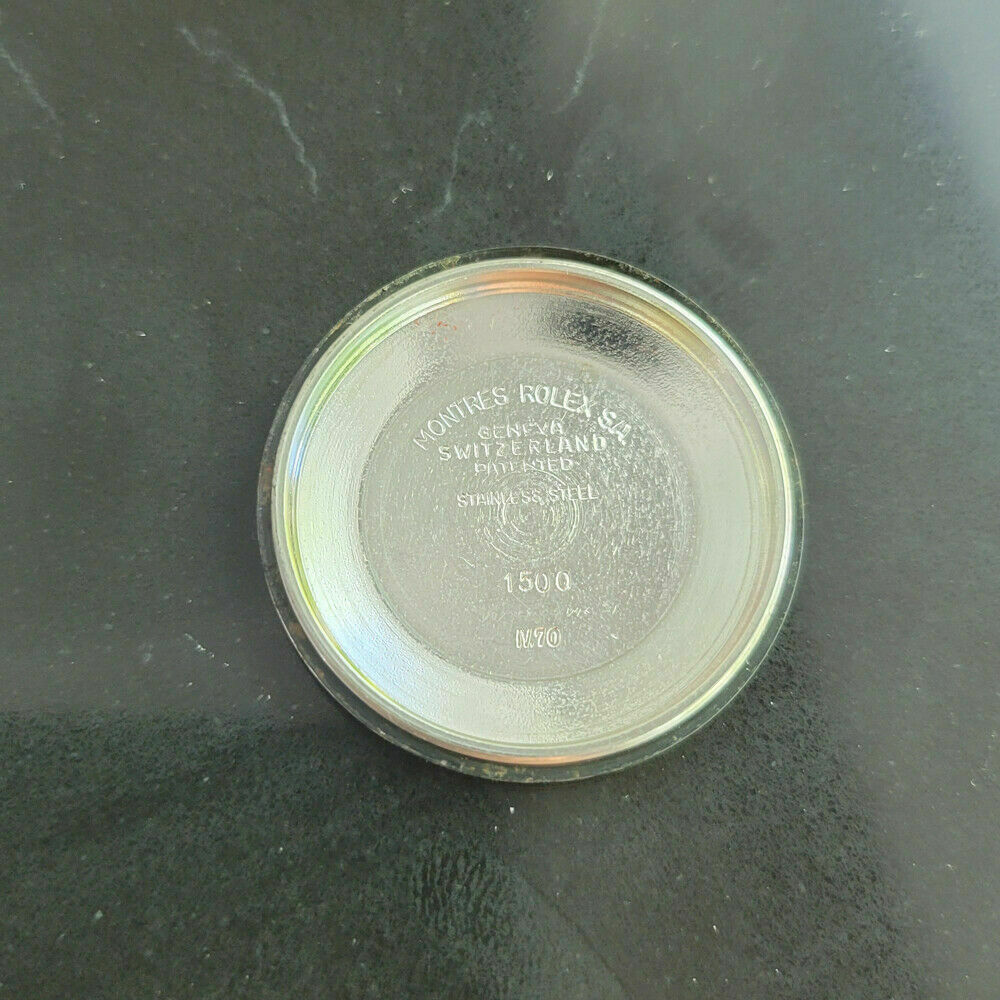 MONTRES ROLEX S.A.
GENEVA
SWITZERLAND
PATENTED
STAINLESS STEEL
1500
IV.70